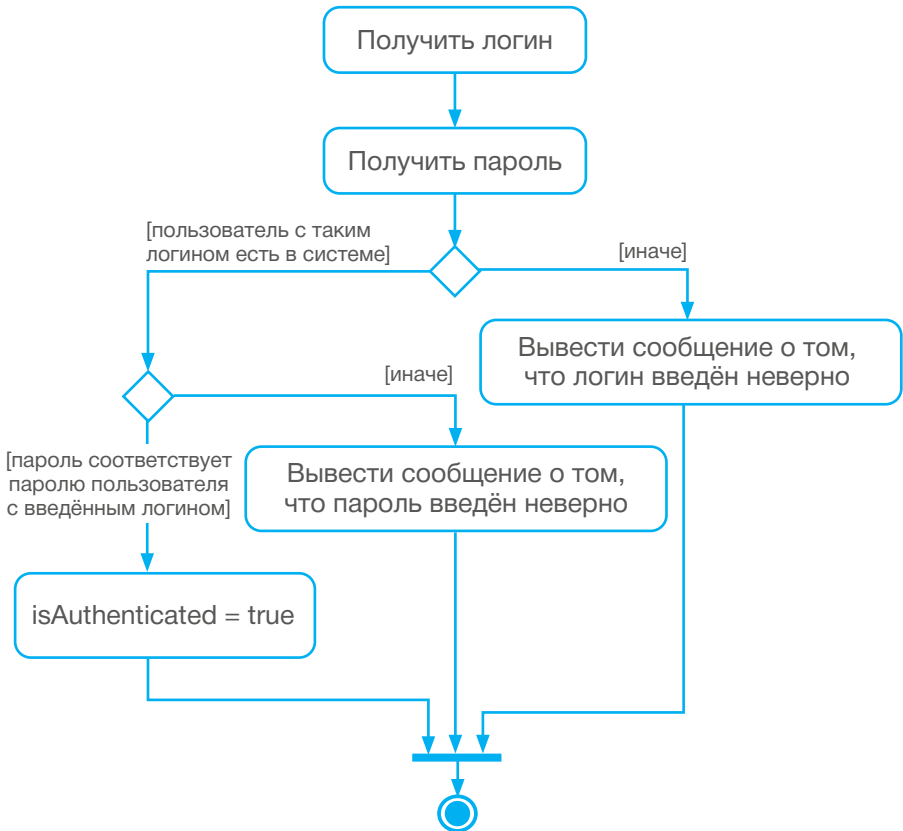 Получить логин
Получить пароль
[пользователь с таким
логином есть в системе]
[иначе]
Вывести сообщение о том,
что логин введён неверно
[иначе]
[пароль соответствует
паролю пользователя
с введённым логином]
Вывести сообщение о том,
что пароль введён неверно
isAuthenticated = true